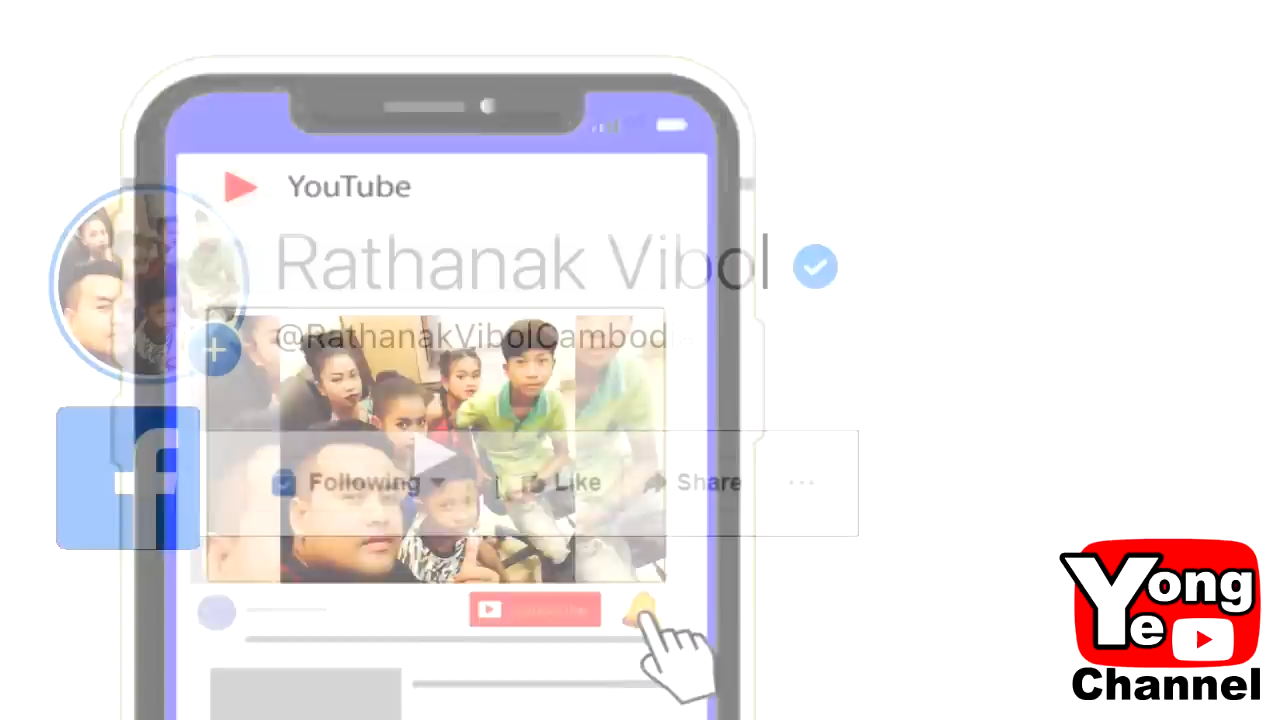 YouTube
Rathanak Vibol
@RathanakVibolCambodia
Following
Like
Share
...
Yong
Ye
Channel